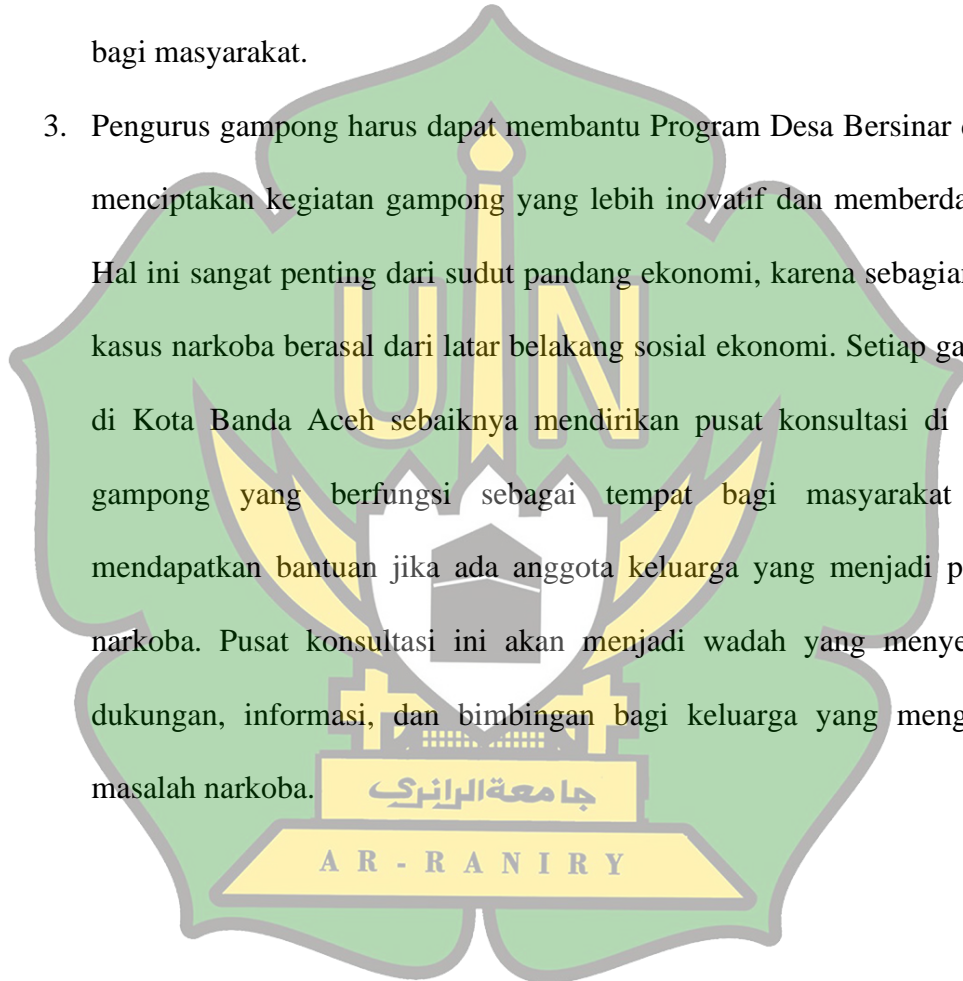 bagi masyarakat.
3. Pengurus gampong harus dapat membantu Program Desa Bersinar
menciptakan kegiatan gampong yang lebih inovatif dan memberda
Hal ini sangat penting dari sudut pandang ekonomi, karena sebagian
kasus narkoba berasal dari latar belakang sosial ekonomi. Setiap ga
di Kota Banda Aceh sebaiknya mendirikan pusat konsultasi di
gampong yang berfungsi sebagai tempat bagi masyarakat
mendapatkan bantuan jika ada anggota keluarga yang menjadi p
narkoba. Pusat konsultasi ini akan menjadi wadah yang menye
dukungan, informasi, dan bimbingan bagi keluarga yang meng
masalah narkoba.
UIN
جامعة الرانري
AR-RANIRY